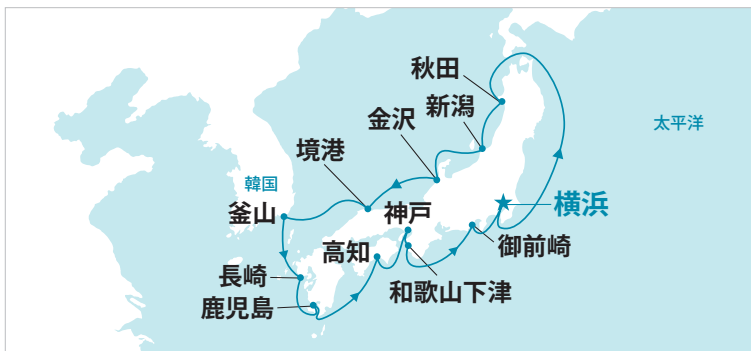 秋田
新潟
金沢
太平洋
境港
韓国
釜山
神戸
横浜
高知
御前崎
長崎
和歌山下津
鹿児島